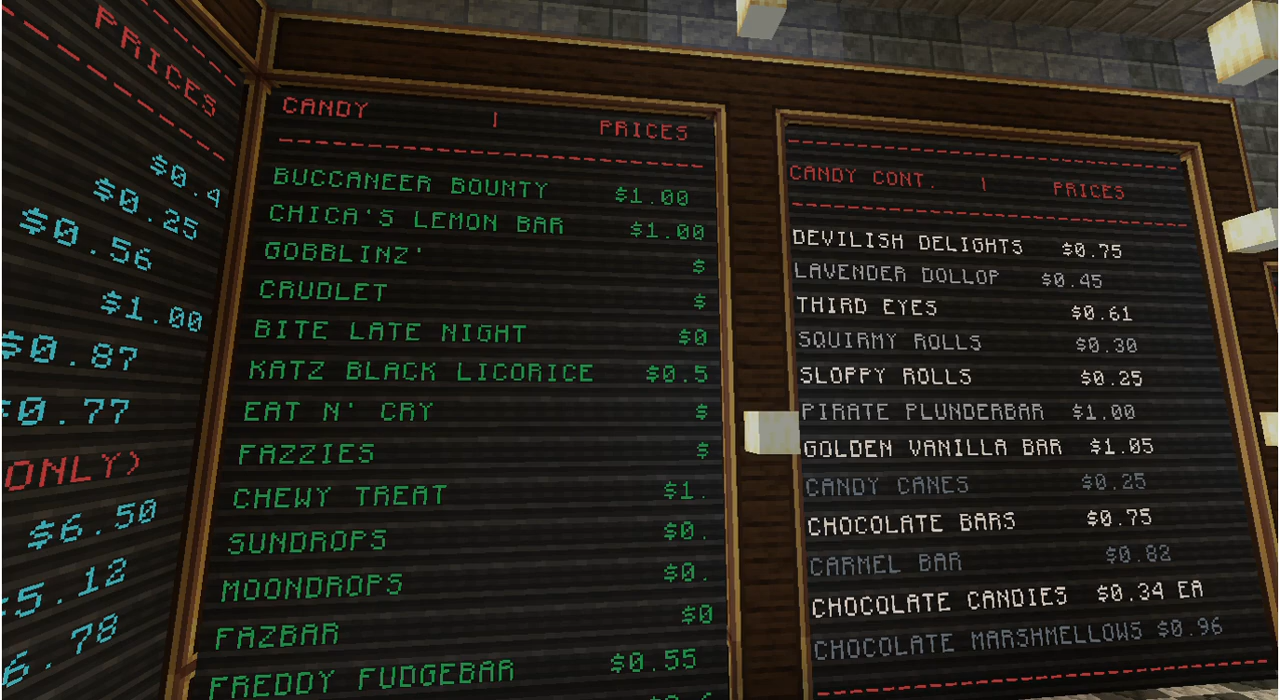 PRICES
$0.4
$0.25
$0.56
$1.00
$0.87
$0.77
ONLY)
$6.50
5.12
6.78
CANDY | PRICES
BUCCANEER BOUNTY $1.00
CHICA'S LEMON BAR $1.00
GOBBLINZ' $
CRUDLET $
BITE LATE NIGHT $0
KATZ BLACK LICORICE $0.5
EAT N' CRY $
FAZZIES $
CHEWY TREAT $1.
SUNDROPS $0.
MOONDROPS $0.
FAZBAR $0
FREDDY FUDGEBAR $0.55
CANDY CONT. | PRICES
DEVILISH DELIGHTS $0.75
LAVENDER DOLLOP $0.45
THIRD EYES $0.61
SQUIRMY ROLLS $0.30
SLOPPY ROLLS $0.25
PIRATE PLUNDERBAR $1.00
GOLDEN VANILLA BAR $1.05
CANDY CANES $0.25
CHOCOLATE BARS $0.75
CARMEL BAR $0.82
CHOCOLATE CANDIES $0.34 EA
CHOCOLATE MARSHMELLOWS $0.96